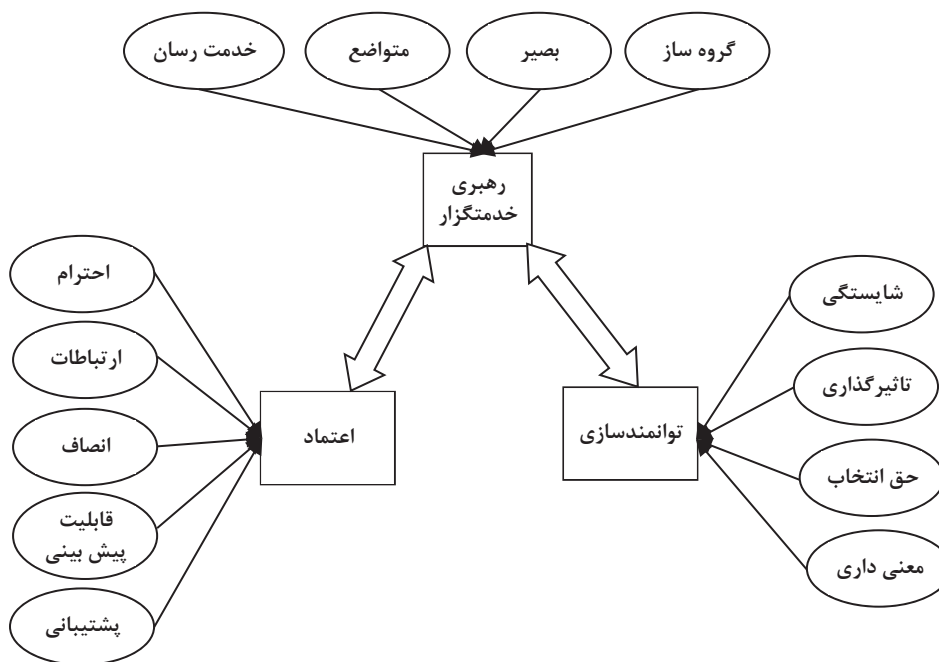 گروه ساز
بصیر
متواضع
خدمت رسان
رهبری
خدمتگزار
شایستگی
تاثیرگذاری
حق انتخاب
معنی داری
توانمندسازی
اعتماد
احترام
ارتباطات
انصاف
قابلیت
پیش بینی
پشتیبانی